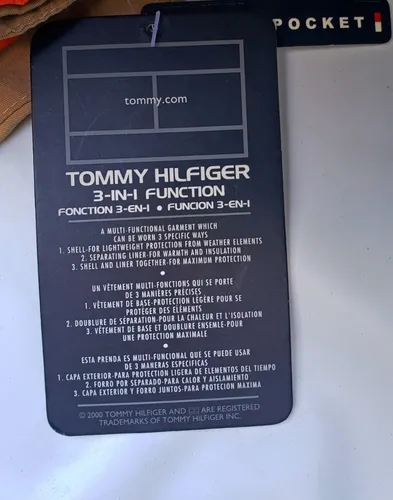 POCKET
tommy.com
TOMMY HILFIGER
3-IN-1 FUNCTION
FONCTION 3-EN-1 • FUNCION 3-EN-1
A MULTI-FUNCTIONAL GARMENT WHICH
CAN BE WORN 3 SPECIFIC WAYS
1. SHELL-FOR LIGHTWEIGHT PROTECTION FROM WEATHER ELEMENTS
2. SEPARATING LINER-FOR WARMTH AND INSULATION
3. SHELL AND LINER TOGETHER-FOR MAXIMUM PROTECTION
•
UN VÊTEMENT MULTI-FONCTIONS QUI SE PORTE
DE 3 MANIÈRES PRÉCISES
1. VÊTEMENT DE BASE-PROTECTION LÉGÈRE POUR SE
PROTÉGER DES ÉLÉMENTS
2. DOUBLURE DE SÉPARATION-POUR LA CHALEUR ET L'ISOLATION
3. VÊTEMENT DE BASE ET DOUBLURE ENSEMLE-POUR
UNE PROTECTION MAXIMALE
•
ESTA PRENDA ES MULTI-FUNCIONAL QUE SE PUEDE USAR
DE 3 MANERAS ESPECIFICAS
1. CAPA EXTERIOR-PARA PROTECCION LIGERA DE ELEMENTOS DEL TIEMPO
2. FORRO POR SEPARADO-PARA CALOR Y AISLAMIENTO
3. CAPA EXTERIOR Y FORRO JUNTOS-PARA PROTECCION MAXIMA
© 2000 TOMMY HILFIGER AND ARE REGISTERED
TRADEMARKS OF TOMMY HILFIGER INC.